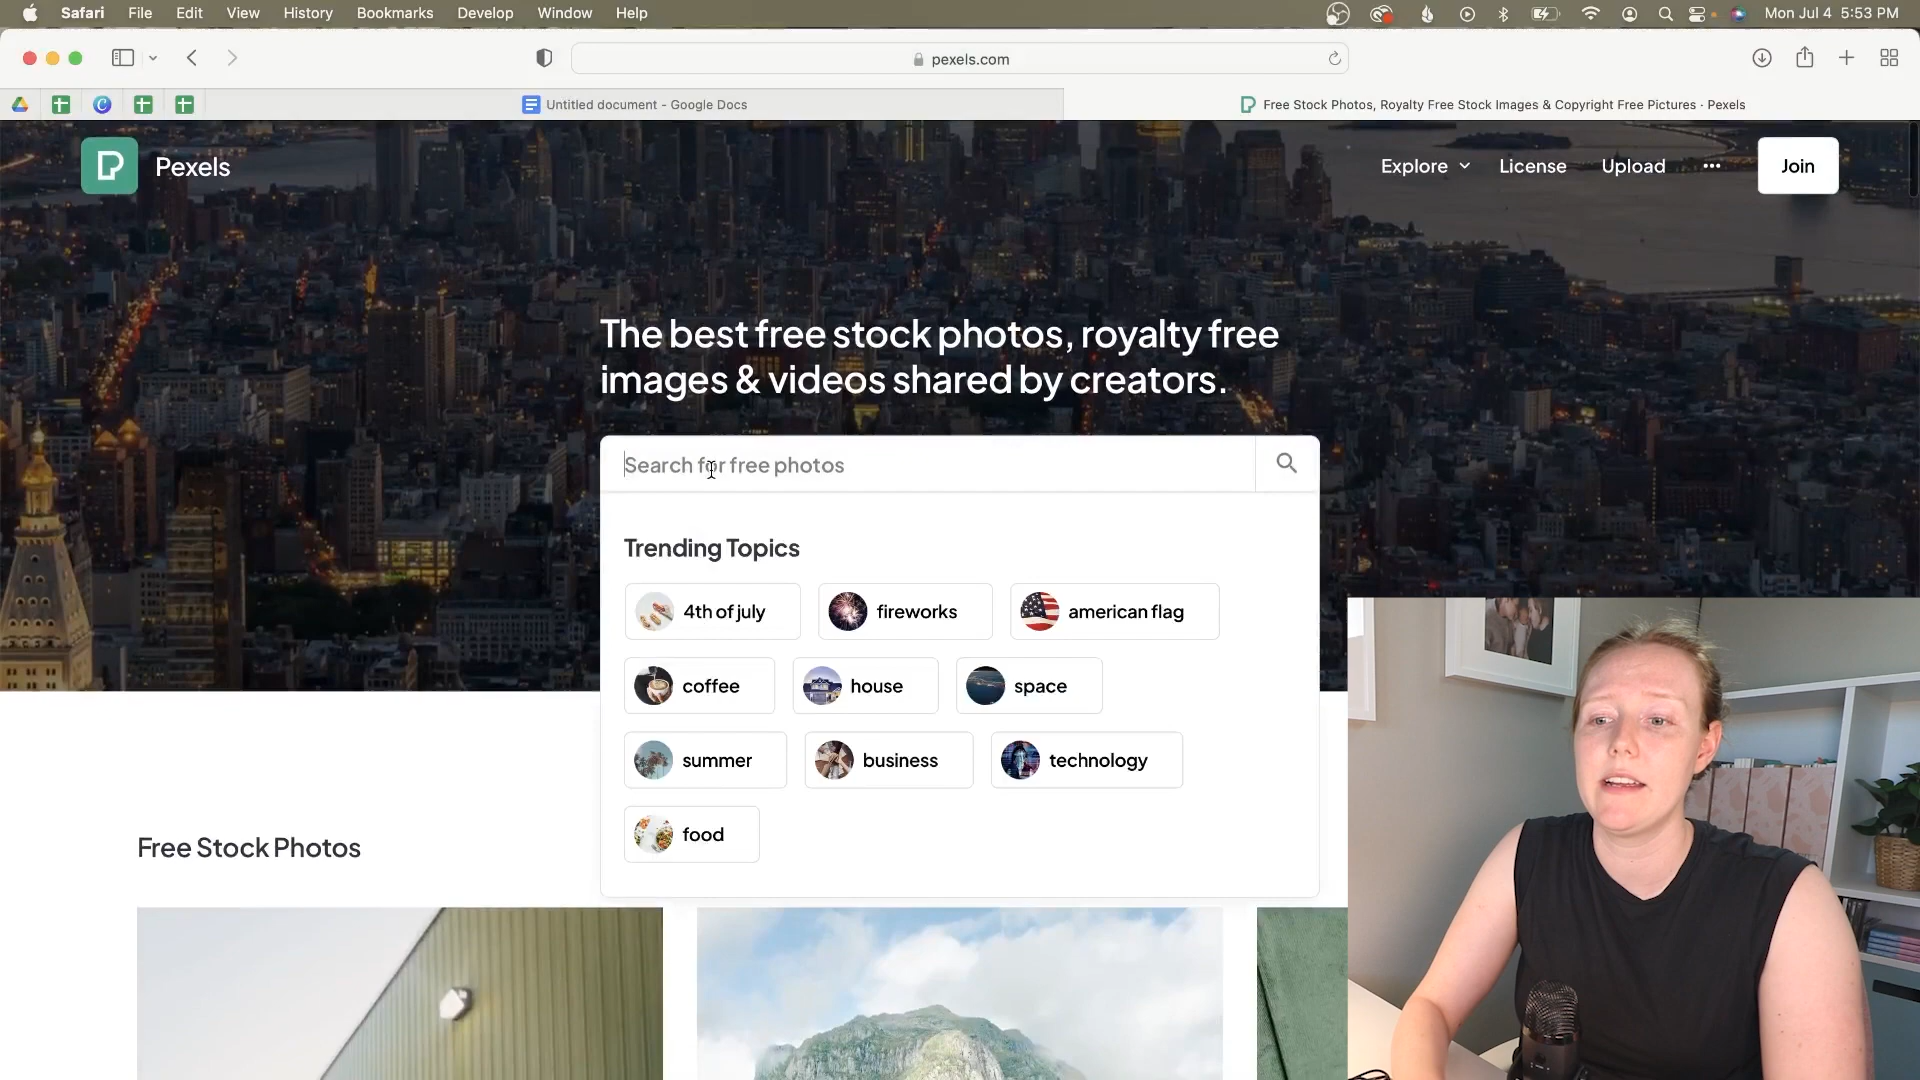 Safari File Edit View History Bookmarks Develop Window Help Mon Jul 4 5:53 PM
pexels.com
Untitled document - Google Docs Free Stock Photos, Royalty Free Stock Images & Copyright Free Pictures · Pexels
Pexels Explore License Upload ··· Join
The best free stock photos, royalty free
images & videos shared by creators.
Search for free photos
Trending Topics
4th of july fireworks american flag
coffee house space
summer business technology
food
Free Stock Photos